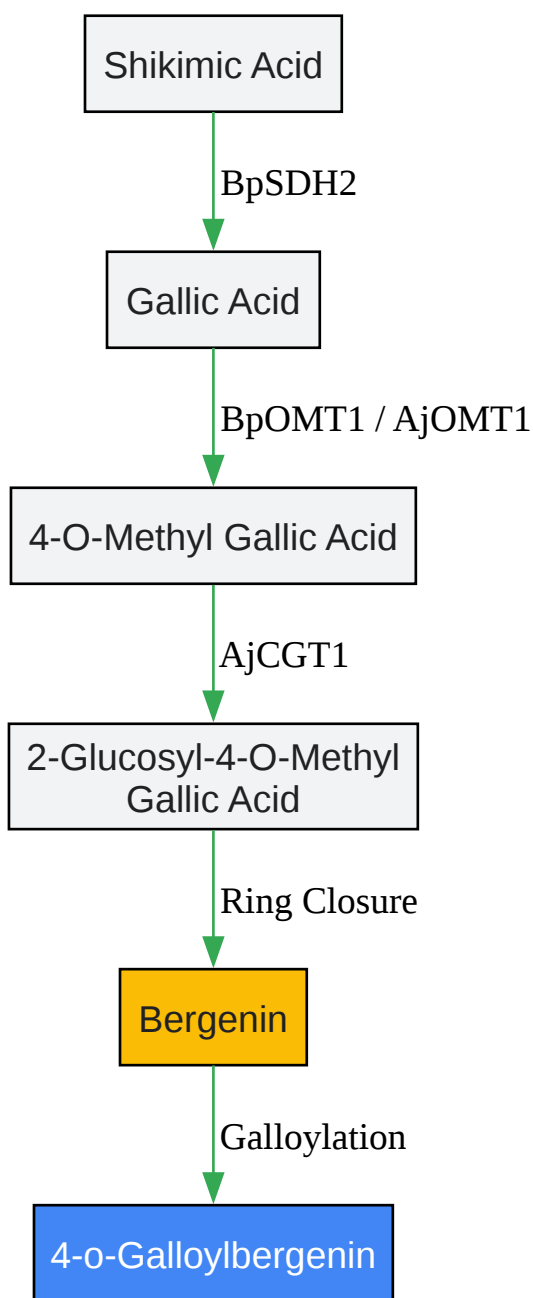 Shikimic Acid
BpSDH2
Gallic Acid
BpOMT1 / AjOMT1
4-O-Methyl Gallic Acid
AjCGT1
2-Glucosyl-4-O-Methyl
Gallic Acid
Ring Closure
Bergenin
Galloylation
4-o-Galloylbergenin